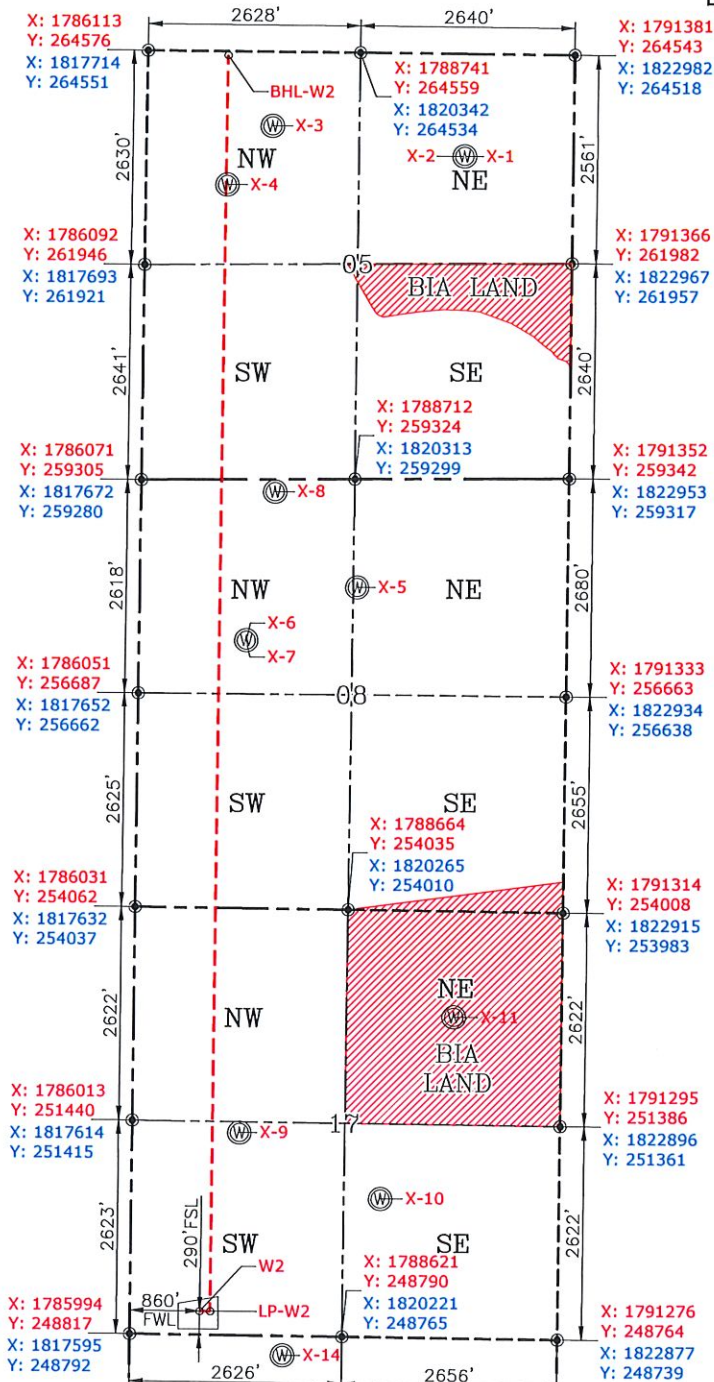 2628'
2640'
X: 1786113
Y: 264576
X: 1817714
Y: 264551
X: 1791381
Y: 264543
X: 1822982
Y: 264518
X: 1788741
Y: 264559
X: 1820342
Y: 264534
BHL-W2
X-3
NW
X-4
X-2
X-1
NE
2630'
2561'
X: 1786092
Y: 261946
X: 1817693
Y: 261921
05
BIA LAND
X: 1791366
Y: 261982
X: 1822967
Y: 261957
2641'
SW
SE
2640'
X: 1788712
Y: 259324
X: 1820313
Y: 259299
X: 1786071
Y: 259305
X: 1817672
Y: 259280
X: 1791352
Y: 259342
X: 1822953
Y: 259317
X-8
2618'
NW
X-5
NE
2680'
X-6
X-7
X: 1786051
Y: 256687
X: 1817652
Y: 256662
08
X: 1791333
Y: 256663
X: 1822934
Y: 256638
2625'
SW
SE
2655'
X: 1788664
Y: 254035
X: 1820265
Y: 254010
X: 1786031
Y: 254062
X: 1817632
Y: 254037
X: 1791314
Y: 254008
X: 1822915
Y: 253983
2622'
NW
NE
X-11
BIA
LAND
2622'
X: 1786013
Y: 251440
X: 1817614
Y: 251415
X-9
17
X: 1791295
Y: 251386
X: 1822896
Y: 251361
2623'
X-10
290'FSL
SW
SE
2622'
W2
X: 1788621
Y: 248790
X: 1820221
Y: 248765
860'
FWL
LP-W2
X: 1785994
Y: 248817
X: 1817595
Y: 248792
X-14
X: 1791276
Y: 248764
X: 1822877
Y: 248739
2626'
2656'